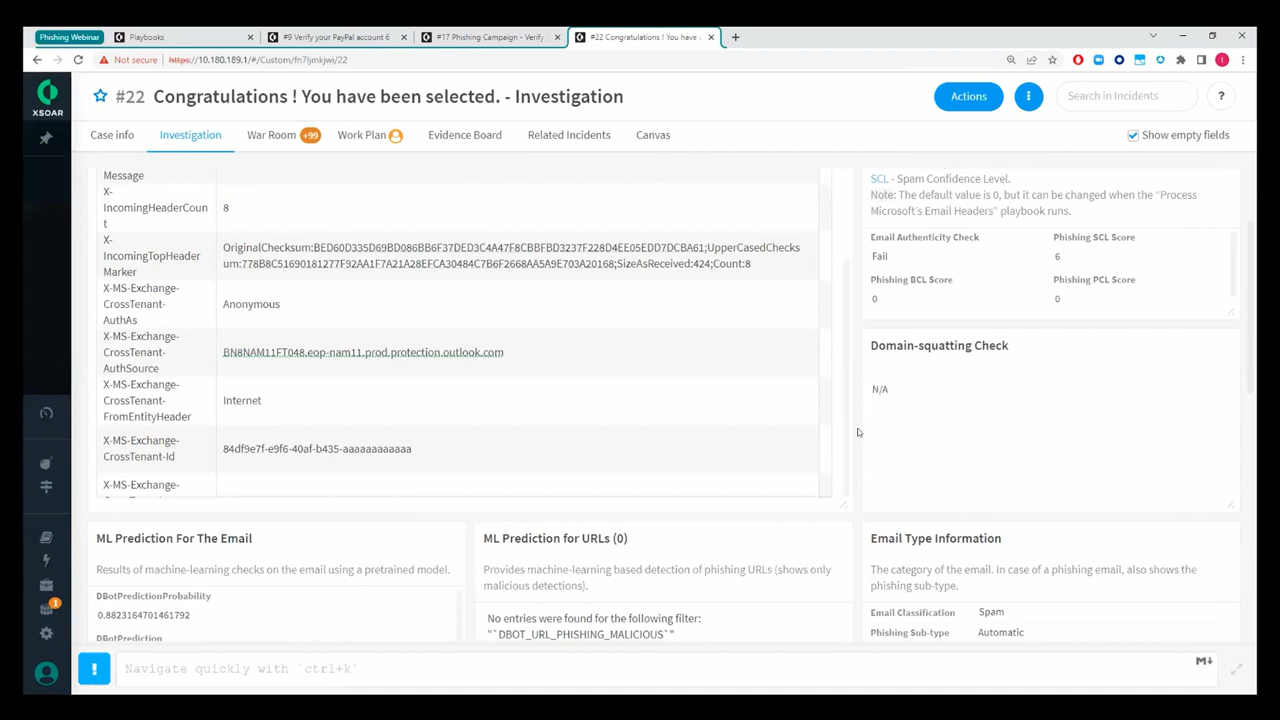 Phishing Webinar
Playbooks
#9 Verify your PayPal account 6
#17 Phishing Campaign - Verify
#22 Congratulations ! You have
Not secure
https://10.180.189.1/#/Custom/fn7ljmkjwi/22
XSOAR
#22 Congratulations ! You have been selected. - Investigation
Actions
Search in Incidents
?
Case info
Investigation
War Room +99
Work Plan
Evidence Board
Related Incidents
Canvas
Show empty fields
Message
X-
IncomingHeaderCoun
t
8
X-
IncomingTopHeader
Marker
OriginalChecksum:BED60D335D69BD086BB6F37DED3C4A47F8CBBFBD3237F228D4EE05EDD7DCBA61;UpperCasedChecks
um:778B8C51690181277F92AA1F7A21A28EFCA30484C7B6F2668AA5A9E703A20168;SizeAsReceived:424;Count:8
X-MS-Exchange-
CrossTenant-
AuthAs
Anonymous
X-MS-Exchange-
CrossTenant-
AuthSource
BN8NAM11FT048.eop-nam11.prod.protection.outlook.com
X-MS-Exchange-
CrossTenant-
FromEntityHeader
Internet
X-MS-Exchange-
CrossTenant-Id
84df9e7f-e9f6-40af-b435-aaaaaaaaaaaa
X-MS-Exchange-
SCL - Spam Confidence Level.
Note: The default value is 0, but it can be changed when the "Process
Microsoft's Email Headers" playbook runs.
Email Authenticity Check
Fail
Phishing SCL Score
6
Phishing BCL Score
0
Phishing PCL Score
0
Domain-squatting Check
N/A
ML Prediction For The Email
Results of machine-learning checks on the email using a pretrained model.
DBotPredictionProbability
0.8823164701461792
DBotPrediction
ML Prediction for URLs (0)
Provides machine-learning based detection of phishing URLs (shows only
malicious detections).
No entries were found for the following filter:
"`DBOT_URL_PHISHING_MALICIOUS`"
Email Type Information
The category of the email. In case of a phishing email, also shows the
phishing sub-type.
Email Classification
Spam
Phishing Sub-type
Automatic
1
!
Navigate quickly with `ctrl+k`
M